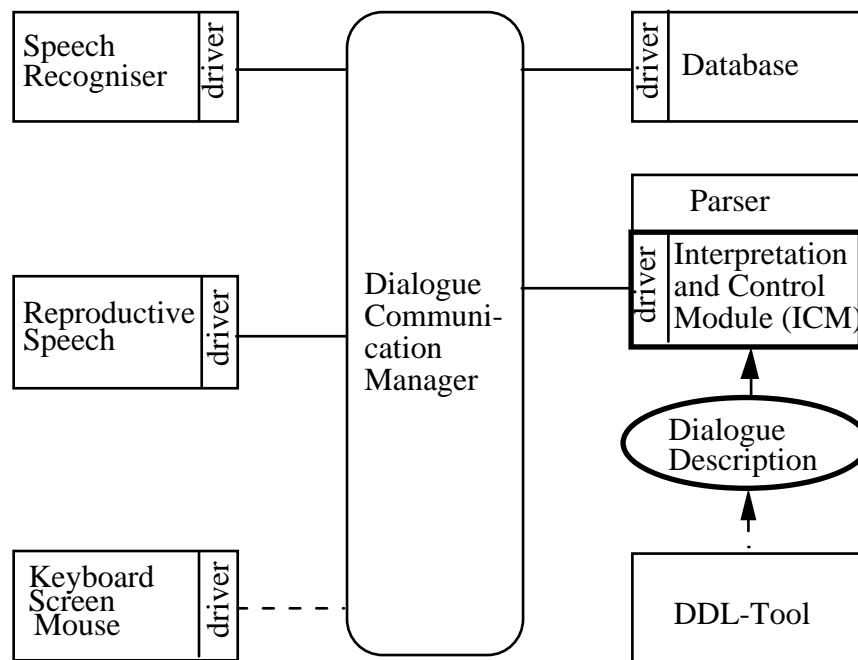 Speech
Recogniser
driver
Reproductive
Speech
driver
Keyboard
Screen
Mouse
driver
Dialogue
Communi-
cation
Manager
driver
Database
Parser
driver
Interpretation
and Control
Module (ICM)
Dialogue
Description
DDL-Tool